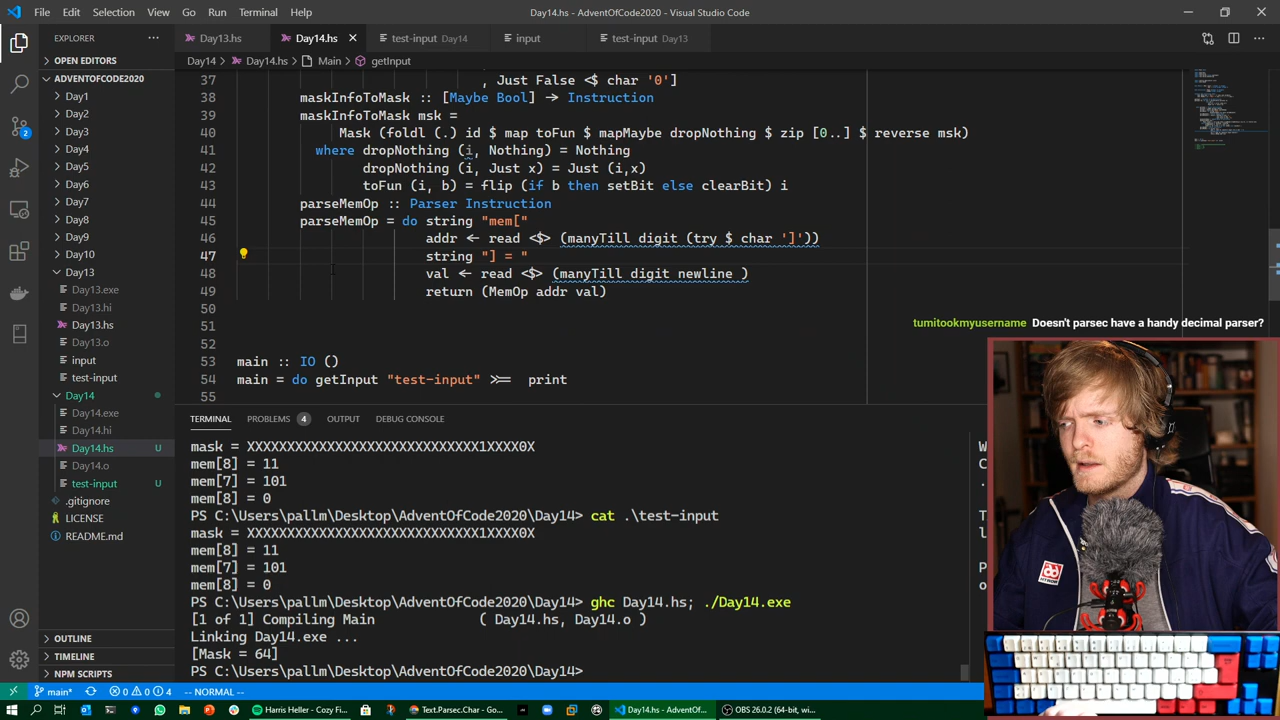 File Edit Selection View Go Run Terminal Help
Day14.hs - AdventOfCode2020 - Visual Studio Code
EXPLORER
Day13.hs
Day14.hs
test-input Day14
input
test-input Day13
OPEN EDITORS
Day14 > Day14.hs > Main > getInput
ADVENTOFCODE2020
Day1
Day2
Day3
Day4
Day5
Day6
Day7
Day8
Day9
Day10
Day13
Day13.exe
Day13.hi
Day13.hs
Day13.o
input
test-input
Day14
Day14.exe
Day14.hi
Day14.hs U
Day14.o
test-input U
.gitignore
LICENSE
README.md
OUTLINE
TIMELINE
NPM SCRIPTS
37 , Just False <$ char '0']
38 maskInfoToMask :: [Maybe Bool] → Instruction
39 maskInfoToMask msk =
40 Mask (foldl (.) id $ map toFun $ mapMaybe dropNothing $ zip [0..] $ reverse msk)
41 where dropNothing (i, Nothing) = Nothing
42 dropNothing (i, Just x) = Just (i,x)
43 toFun (i, b) = flip (if b then setBit else clearBit) i
44 parseMemOp :: Parser Instruction
45 parseMemOp = do string "mem["
46 addr ← read <$> (manyTill digit (try $ char ']'))
47 string "] = "
48 val ← read <$> (manyTill digit newline )
49 return (MemOp addr val)
50
51
52
53 main :: IO ()
54 main = do getInput "test-input" >>= print
55
tumitookmyusername Doesn't parsec have a handy decimal parser?
TERMINAL PROBLEMS 4 OUTPUT DEBUG CONSOLE
mask = XXXXXXXXXXXXXXXXXXXXXXXXXXXXX1XXXX0X
mem[8] = 11
mem[7] = 101
mem[8] = 0
PS C:\Users\pallm\Desktop\AdventOfCode2020\Day14> cat .\test-input
mask = XXXXXXXXXXXXXXXXXXXXXXXXXXXXX1XXXX0X
mem[8] = 11
mem[7] = 101
mem[8] = 0
PS C:\Users\pallm\Desktop\AdventOfCode2020\Day14> ghc Day14.hs; ./Day14.exe
[1 of 1] Compiling Main ( Day14.hs, Day14.o )
Linking Day14.exe ...
[Mask = 64]
PS C:\Users\pallm\Desktop\AdventOfCode2020\Day14>
2
main* 0 0 4 -- NORMAL --
Harris Heller - Cozy Fi...
Text.Parsec.Char - Go...
Day14.hs - AdventOf...
OBS 26.0.2 (64-bit, wi...